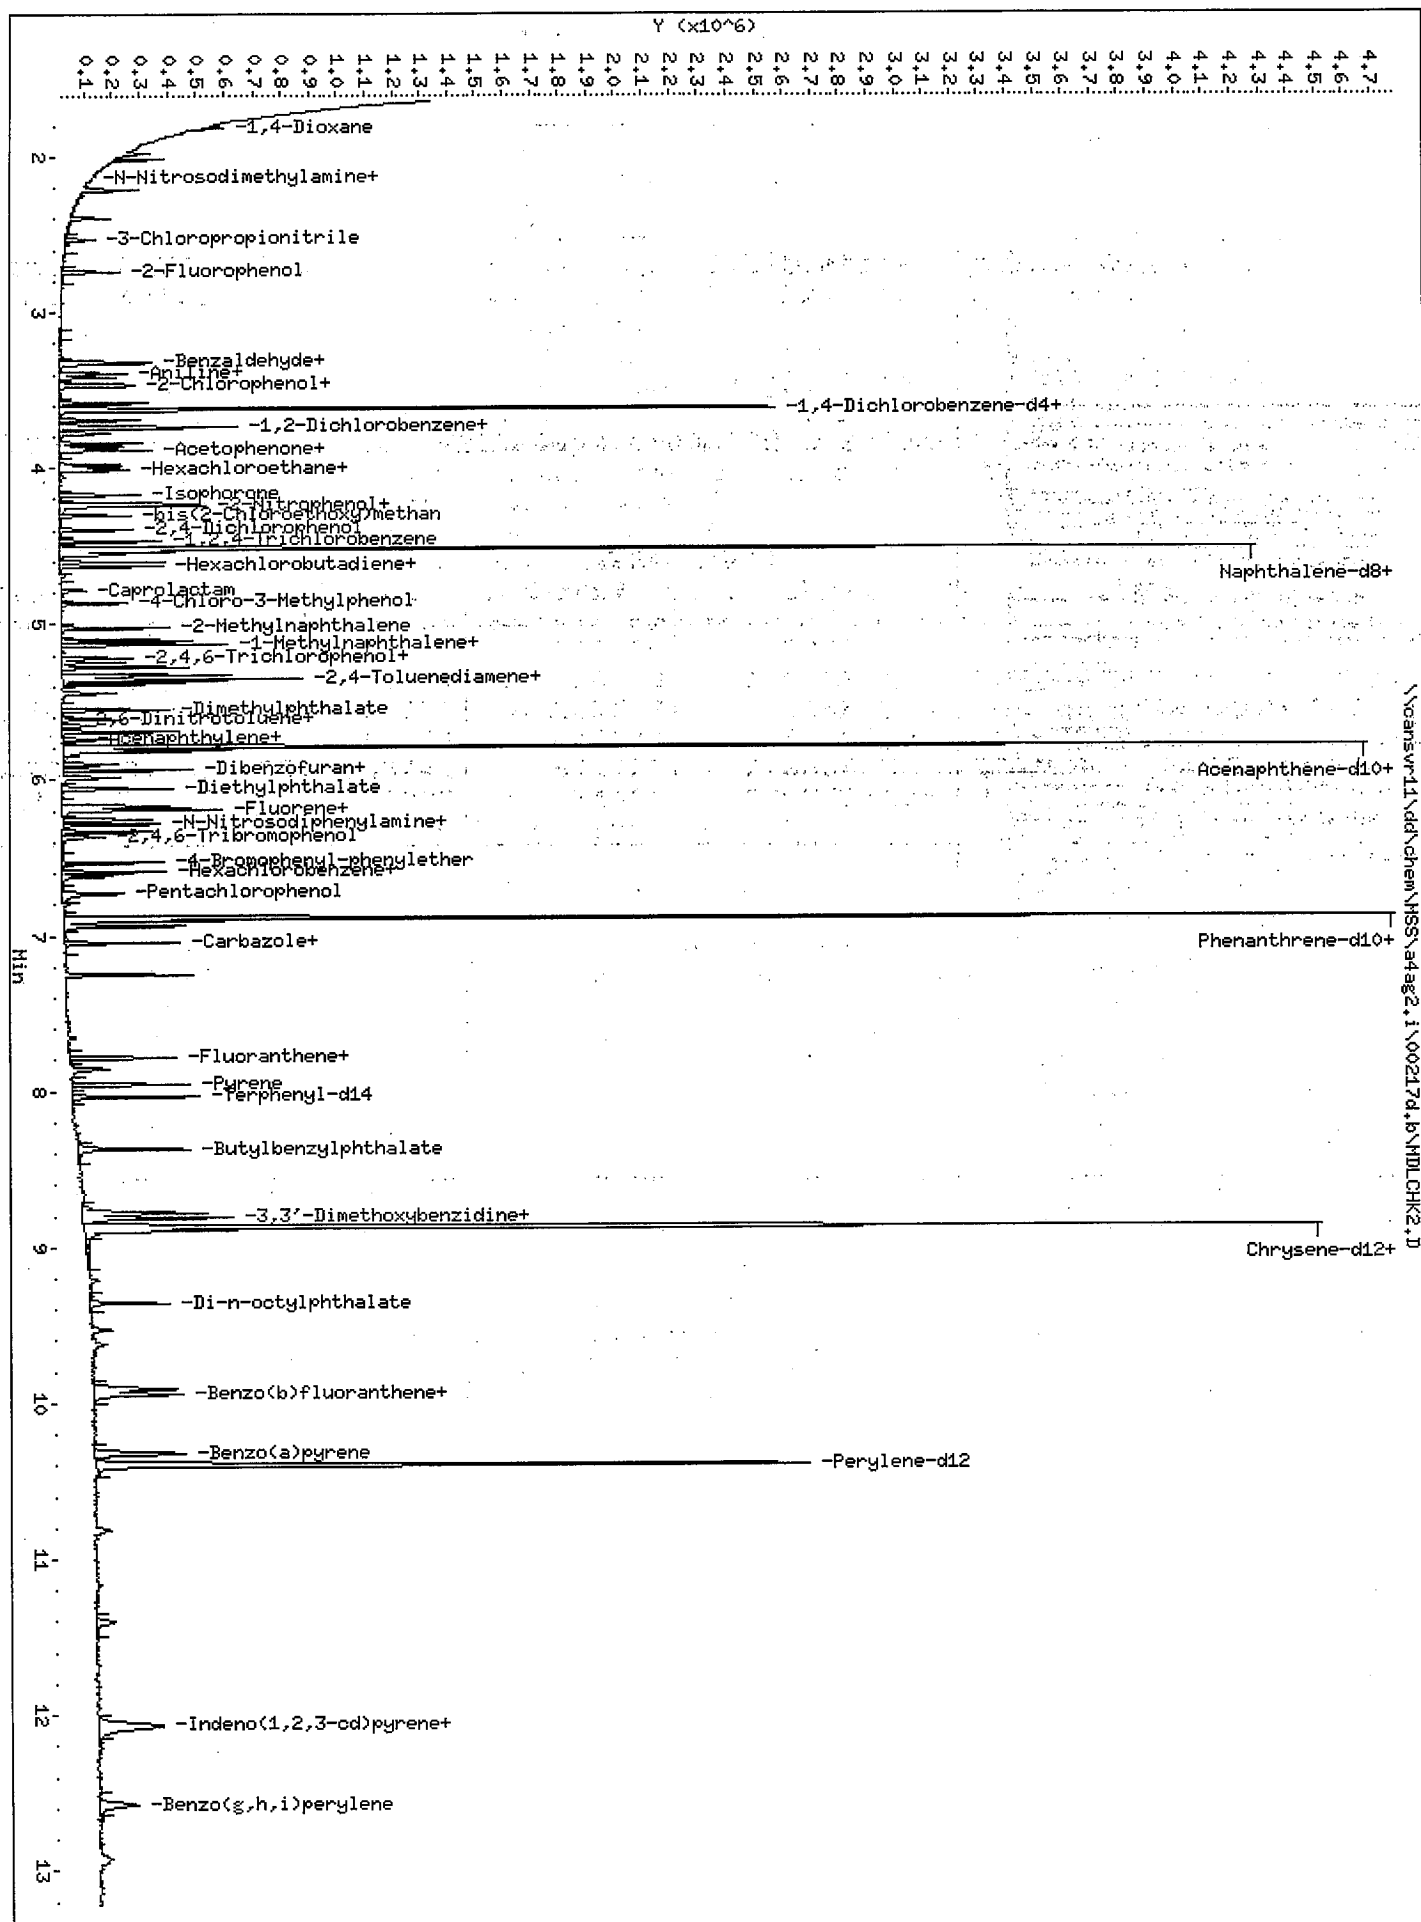 Y (x10^6)
0.1
0.2
0.3
0.4
0.5
0.6
0.7
0.8
0.9
1.0
1.1
1.2
1.3
1.4
1.5
1.6
1.7
1.8
1.9
2.0
2.1
2.2
2.3
2.4
2.5
2.6
2.7
2.8
2.9
3.0
3.1
3.2
3.3
3.4
3.5
3.6
3.7
3.8
3.9
4.0
4.1
4.2
4.3
4.4
4.5
4.6
4.7
-1,4-Dioxane
2
-N-Nitrosodimethylamine+
-3-Chloropropionitrile
-2-Fluorophenol
3
-Benzaldehyde+
-Aniline+
-2-Chlorophenol+
-1,4-Dichlorobenzene-d4+
-1,2-Dichlorobenzene+
-Acetophenone+
4
-Hexachloroethane+
-Isophorone
-2-Nitrophenol+
-bis(2-Chloroethoxy)methan
-2,4-Dichlorophenol
-1,2,4-Trichlorobenzene
-Hexachlorobutadiene+
Naphthalene-d8+
-Caprolactam
-4-Chloro-3-Methylphenol
5
-2-Methylnaphthalene
-1-Methylnaphthalene+
-2,4,6-Trichlorophenol+
-2,4-Toluenediamene+
-Dimethylphthalate
-2,6-Dinitrotoluene+
-Acenaphthylene+
Acenaphthene-d10+
-Dibenzofuran+
6
-Diethylphthalate
-Fluorene+
-N-Nitrosodiphenylamine+
-2,4,6-Tribromophenol
-4-Bromophenyl-phenylether
-Hexachlorobenzene+
-Pentachlorophenol
Phenanthrene-d10+
7
-Carbazole+
Min
-Fluoranthene+
-Pyrene
8
-Terphenyl-d14
-Butylbenzylphthalate
-3,3'-Dimethoxybenzidine+
9
Chrysene-d12+
-Di-n-octylphthalate
-Benzo(b)fluoranthene+
10
-Benzo(a)pyrene
-Perylene-d12
11
12
-Indeno(1,2,3-cd)pyrene+
-Benzo(g,h,i)perylene
13
\\cansvr11\dd\chem\MSS\a4ag2.i\00217d.b\MDLCHK2.D